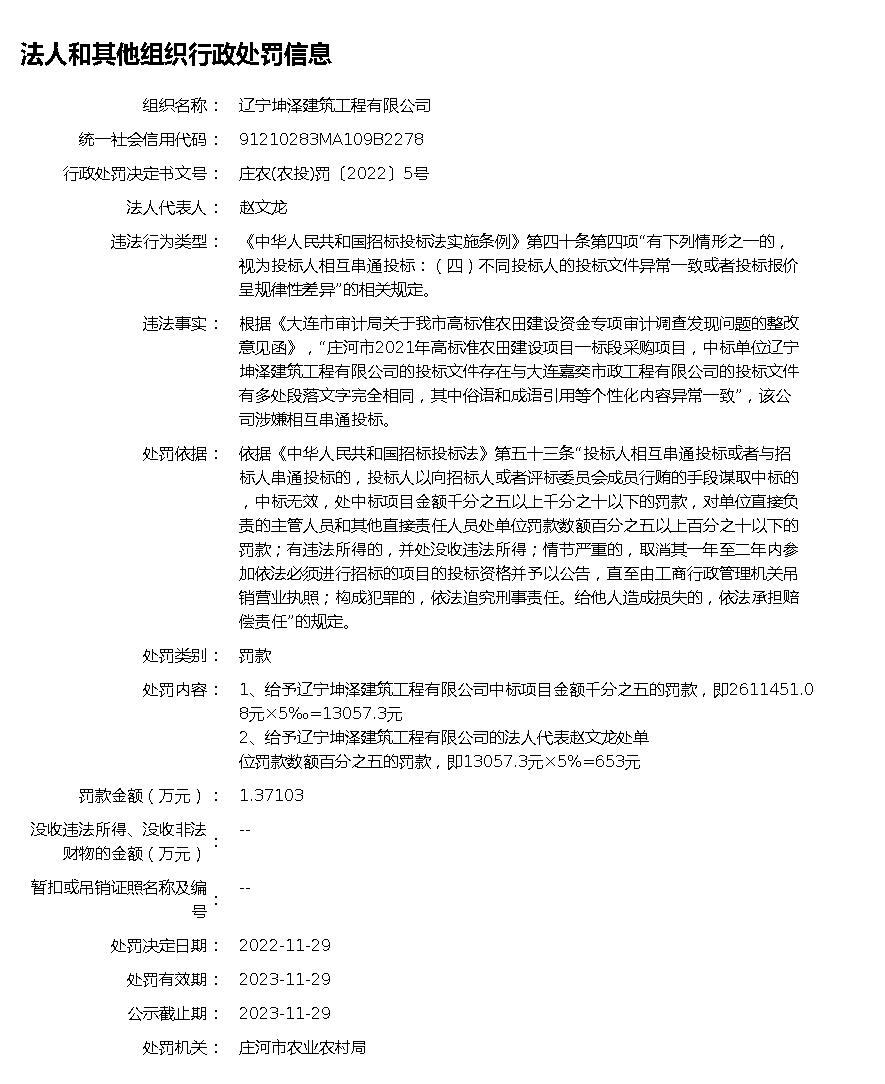 法人和其他组织行政处罚信息
组织名称： 辽宁坤泽建筑工程有限公司
统一社会信用代码： 91210283MA109B2278
行政处罚决定书文号： 庄农(农投)罚〔2022〕5号
法人代表人： 赵文龙
违法行为类型： 《中华人民共和国招标投标法实施条例》第四十条第四项“有下列情形之一的，
视为投标人相互串通投标：（四）不同投标人的投标文件异常一致或者投标报价
呈规律性差异”的相关规定。
违法事实： 根据《大连市审计局关于我市高标准农田建设资金专项审计调查发现问题的整改
意见函》，“庄河市2021年高标准农田建设项目一标段采购项目，中标单位辽宁
坤泽建筑工程有限公司的投标文件存在与大连嘉奕市政工程有限公司的投标文件
有多处段落文字完全相同，其中俗语和成语引用等个性化内容异常一致”，该公
司涉嫌相互串通投标。
处罚依据： 依据《中华人民共和国招标投标法》第五十三条“投标人相互串通投标或者与招
标人串通投标的，投标人以向招标人或者评标委员会成员行贿的手段谋取中标的
，中标无效，处中标项目金额千分之五以上千分之十以下的罚款，对单位直接负
责的主管人员和其他直接责任人员处单位罚款数额百分之五以上百分之十以下的
罚款；有违法所得的，并处没收违法所得；情节严重的，取消其一年至二年内参
加依法必须进行招标的项目的投标资格并予以公告，直至由工商行政管理机关吊
销营业执照；构成犯罪的，依法追究刑事责任。给他人造成损失的，依法承担赔
偿责任”的规定。
处罚类别： 罚款
处罚内容： 1、给予辽宁坤泽建筑工程有限公司中标项目金额千分之五的罚款，即2611451.0
8元×5‰=13057.3元
2、给予辽宁坤泽建筑工程有限公司的法人代表赵文龙处单
位罚款数额百分之五的罚款，即13057.3元×5%=653元
罚款金额（万元）： 1.37103
没收违法所得、没收非法
财物的金额（万元）： --
暂扣或吊销证照名称及编
号： --
处罚决定日期： 2022-11-29
处罚有效期： 2023-11-29
公示截止期： 2023-11-29
处罚机关： 庄河市农业农村局